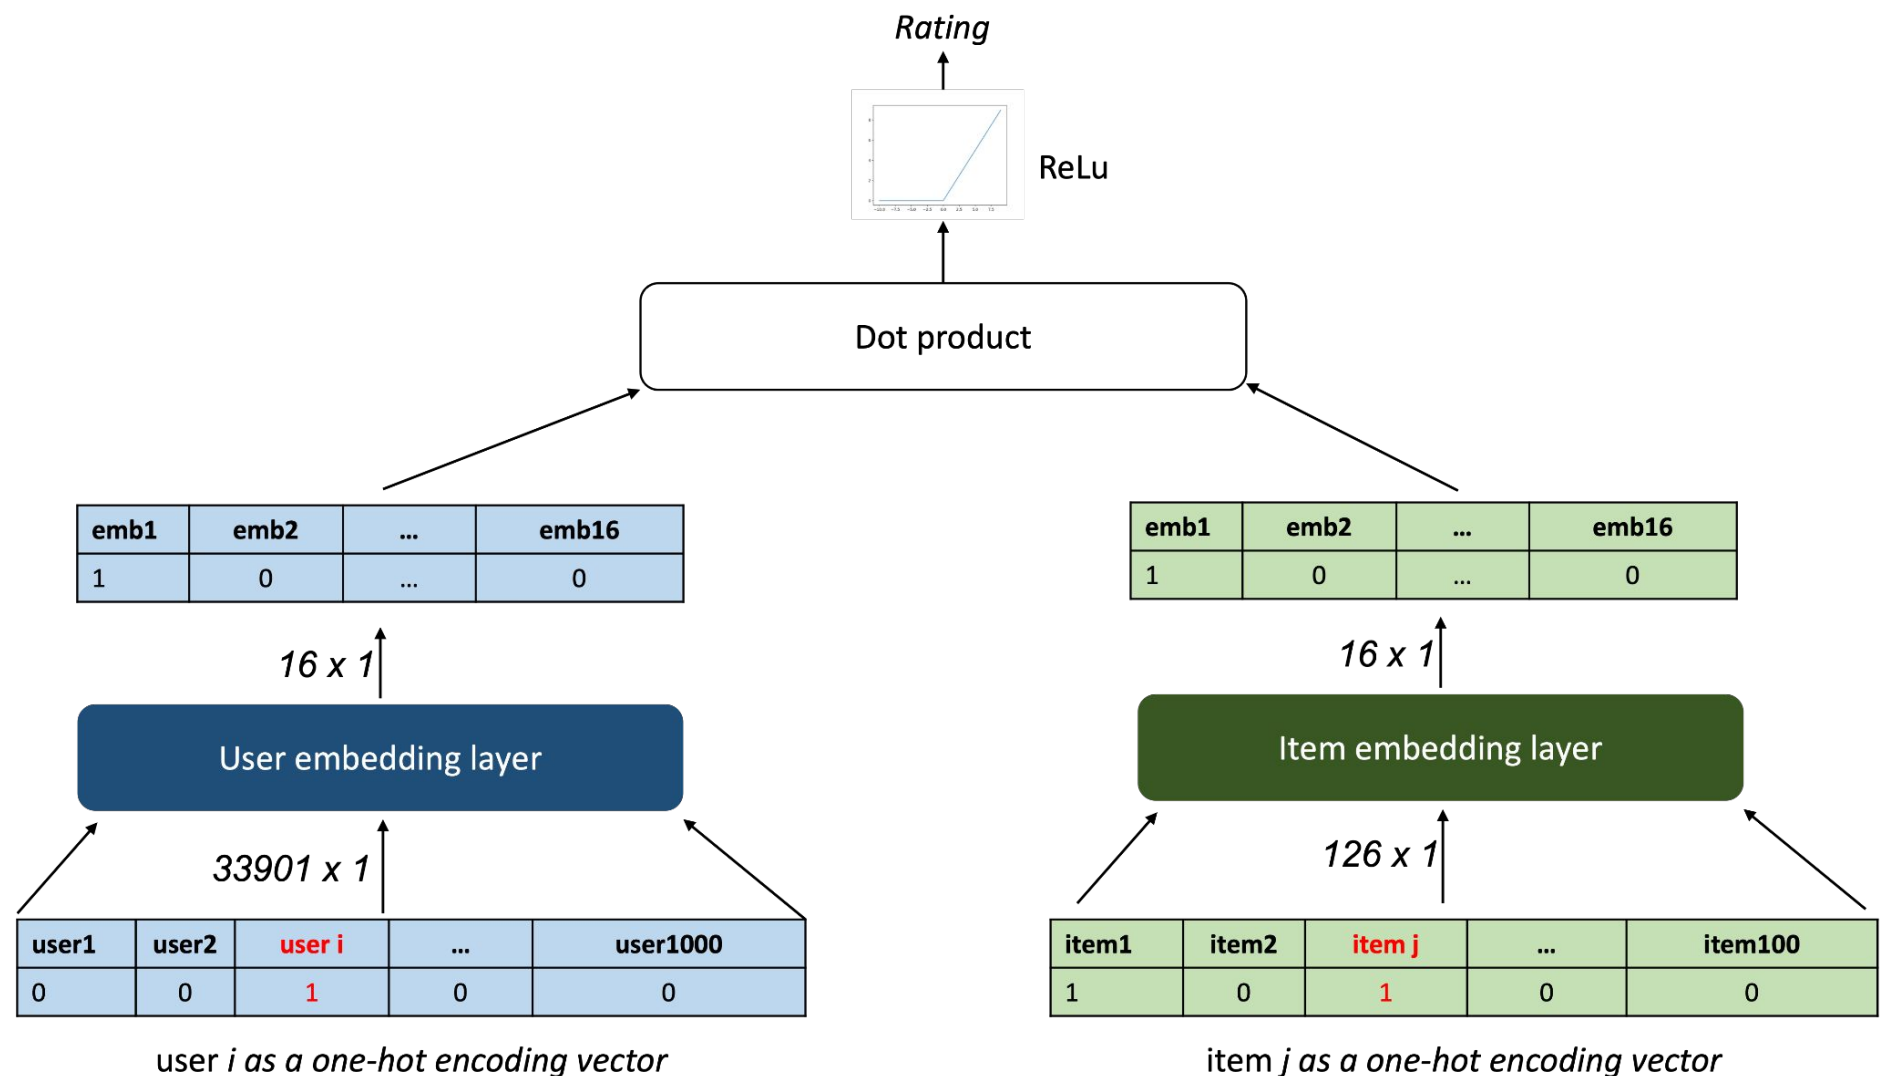 Rating
ReLu
Dot product
emb1 emb2 ... emb16
1 0 ... 0
emb1 emb2 ... emb16
1 0 ... 0
16 x 1
16 x 1
User embedding layer
Item embedding layer
33901 x 1
126 x 1
user1 user2 user i ... user1000
0 0 1 0 0
item1 item2 item j ... item100
1 0 1 0 0
user i as a one-hot encoding vector
item j as a one-hot encoding vector